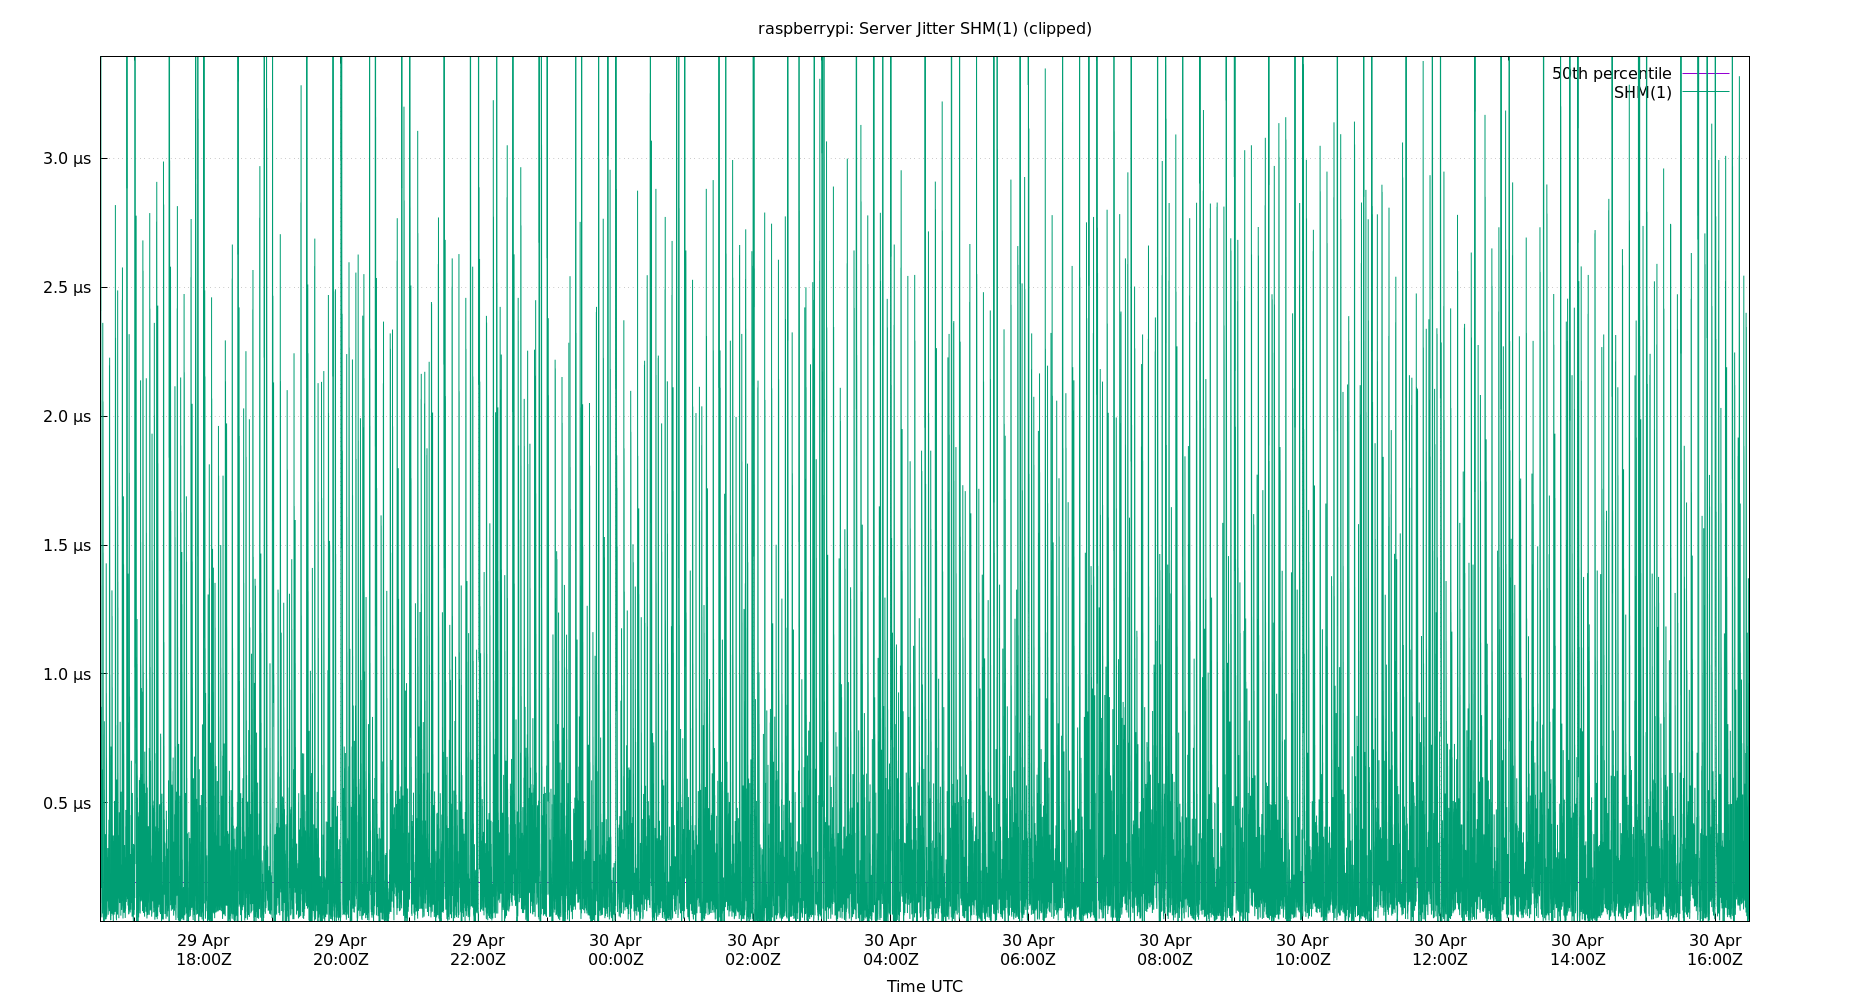 raspberrypi: Server Jitter SHM(1) (clipped)
50th percentile
SHM(1)
3.0 μs
2.5 μs
2.0 μs
1.5 μs
1.0 μs
0.5 μs
29 Apr 29 Apr 29 Apr 30 Apr 30 Apr 30 Apr 30 Apr 30 Apr 30 Apr 30 Apr 30 Apr 30 Apr
18:00Z 20:00Z 22:00Z 00:00Z 02:00Z 04:00Z 06:00Z 08:00Z 10:00Z 12:00Z 14:00Z 16:00Z
Time UTC